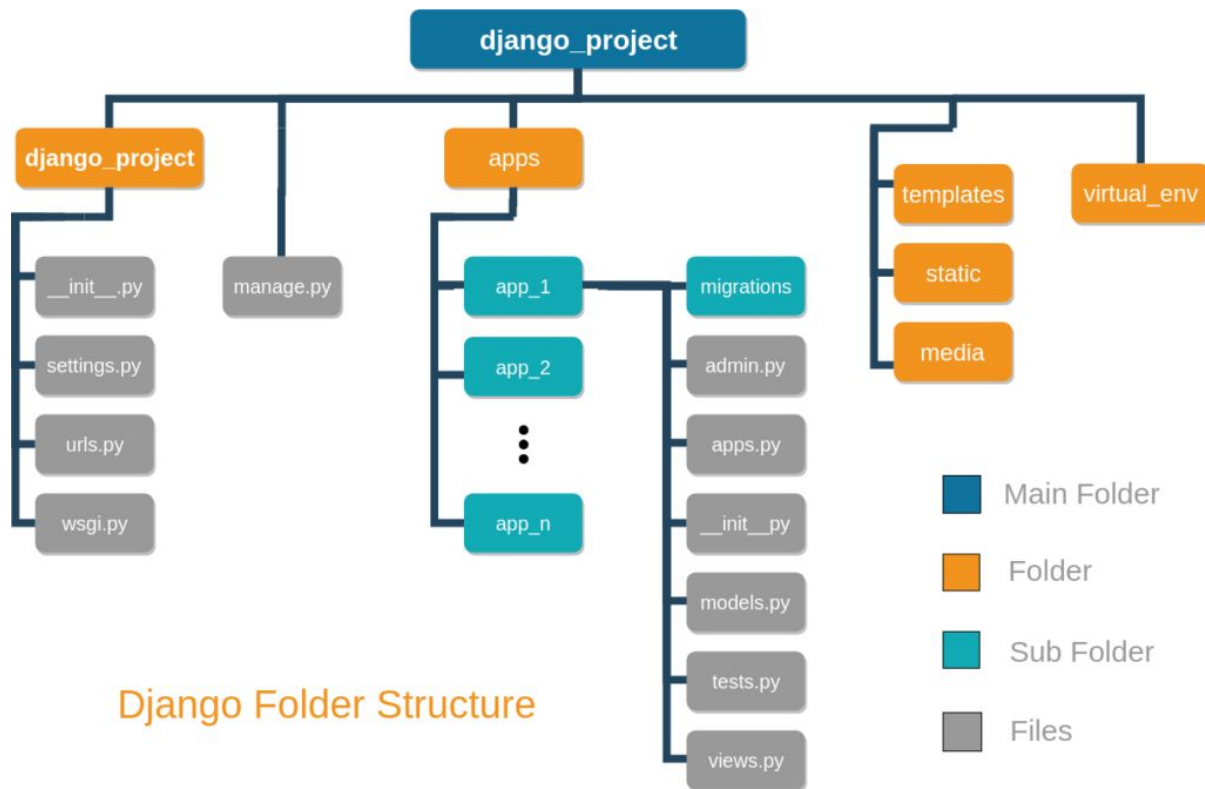 django_project
django_project
apps
templates
virtual_env
static
media
__init__.py
manage.py
settings.py
urls.py
wsgi.py
app_1
app_2
app_n
migrations
admin.py
apps.py
__init__py
models.py
tests.py
views.py
Main Folder
Folder
Sub Folder
Files
Django Folder Structure